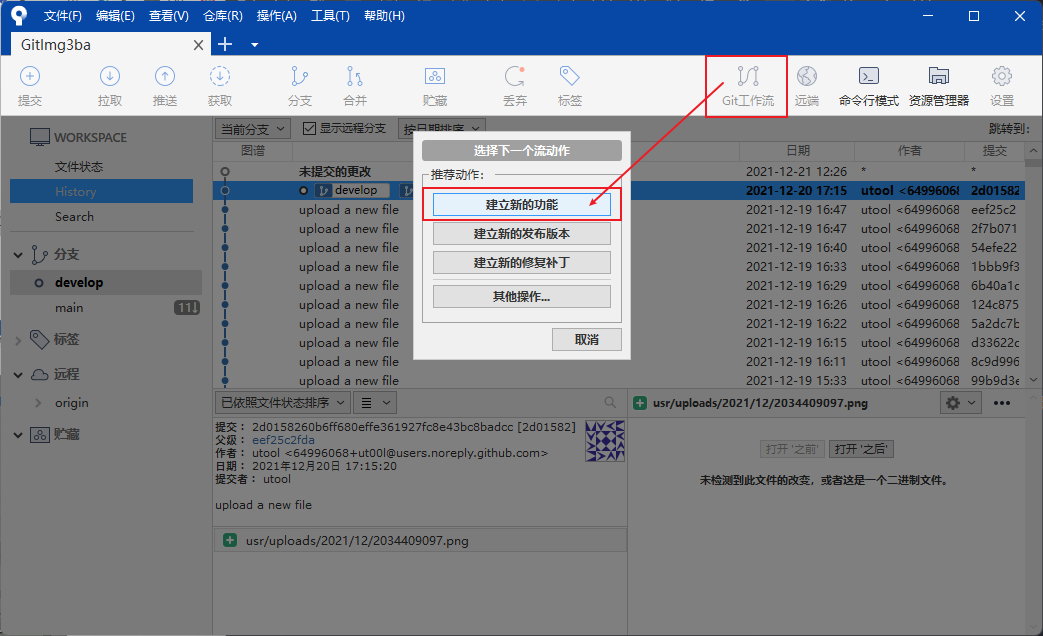 文件(F) 编辑(E) 查看(V) 仓库(R) 操作(A) 工具(T) 帮助(H)
GitImg3ba
提交 拉取 推送 获取 分支 合并 贮藏 丢弃 标签 Git工作流 远端 命令行模式 资源管理器 设置
WORKSPACE
文件状态
History
Search
分支
develop
main 11↓
标签
远程
origin
贮藏
当前分支 显示远程分支 按日期排序 跳转到:
图谱 日期 作者 提交
未提交的更改 2021-12-21 12:26 * *
develop 2021-12-20 17:15 utool <64996068 2d01582
upload a new file 2021-12-19 16:47 utool <64996068 eef25c2
upload a new file 2021-12-19 16:47 utool <64996068 2f7b071
upload a new file 2021-12-19 16:40 utool <64996068 54efe22
upload a new file 2021-12-19 16:33 utool <64996068 1bbb9f3
upload a new file 2021-12-19 16:29 utool <64996068 6b40a1c
upload a new file 2021-12-19 16:26 utool <64996068 124c875
upload a new file 2021-12-19 16:22 utool <64996068 5a2dc7b
upload a new file 2021-12-19 16:15 utool <64996068 d33622c
upload a new file 2021-12-19 16:11 utool <64996068 8c9d996
upload a new file 2021-12-19 15:33 utool <64996068 99b9d3e
选择下一个流动作
推荐动作:
建立新的功能
建立新的发布版本
建立新的修复补丁
其他操作...
取消
已依照文件状态排序
提交: 2d0158260b6ff680effe361927fc8e43bc8badcc [2d01582]
父级: eef25c2fda
作者: utool <64996068+ut00l@users.noreply.github.com>
日期: 2021年12月20日 17:15:20
提交者: utool
upload a new file
usr/uploads/2021/12/2034409097.png
usr/uploads/2021/12/2034409097.png
打开 '之前' 打开 '之后'
未检测到此文件的改变，或者这是一个二进制文件。